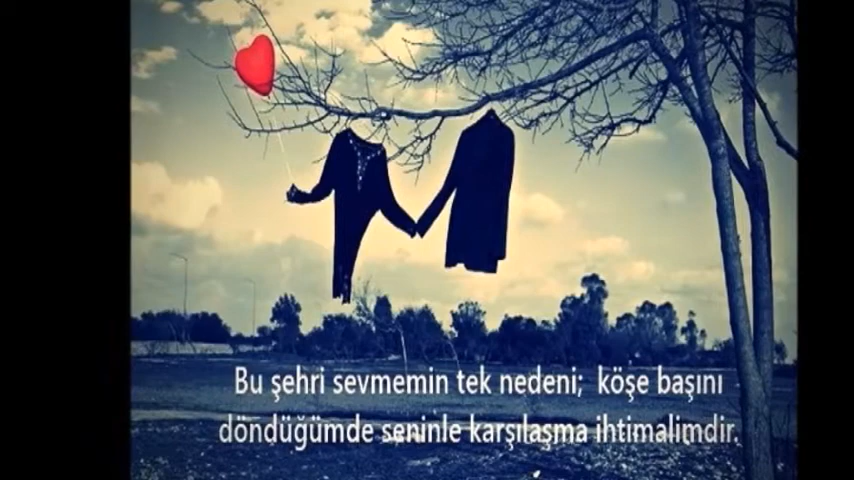 Bu şehri sevmemin tek nedeni; köşe başını
döndüğümde seninle karşılaşma ihtimalimdir.